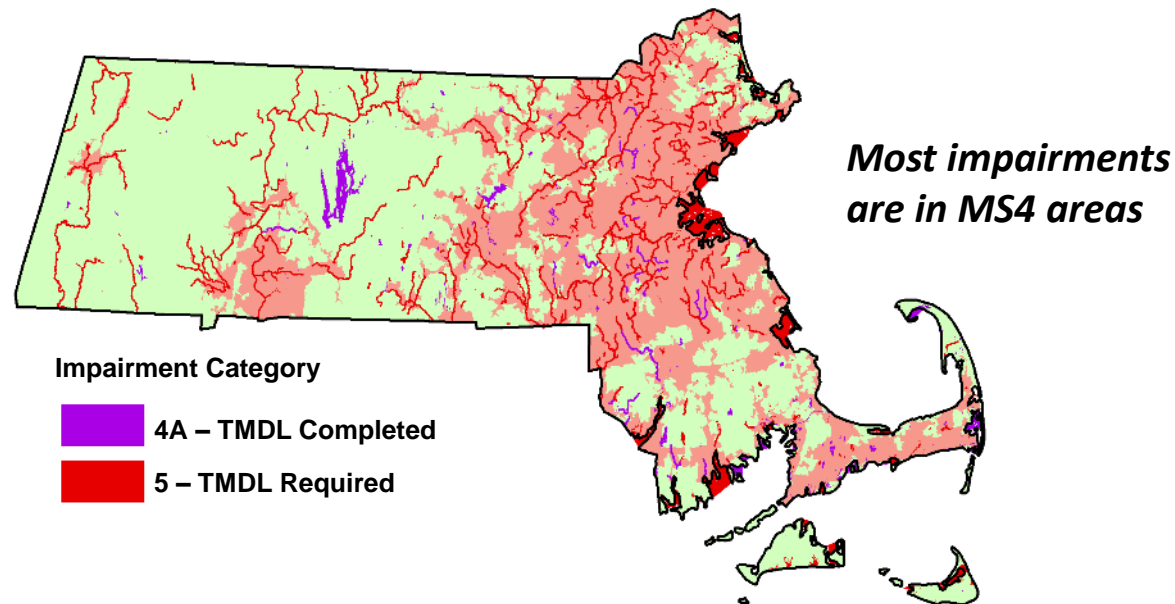 Most impairments
are in MS4 areas
Impairment Category
4A – TMDL Completed
5 – TMDL Required